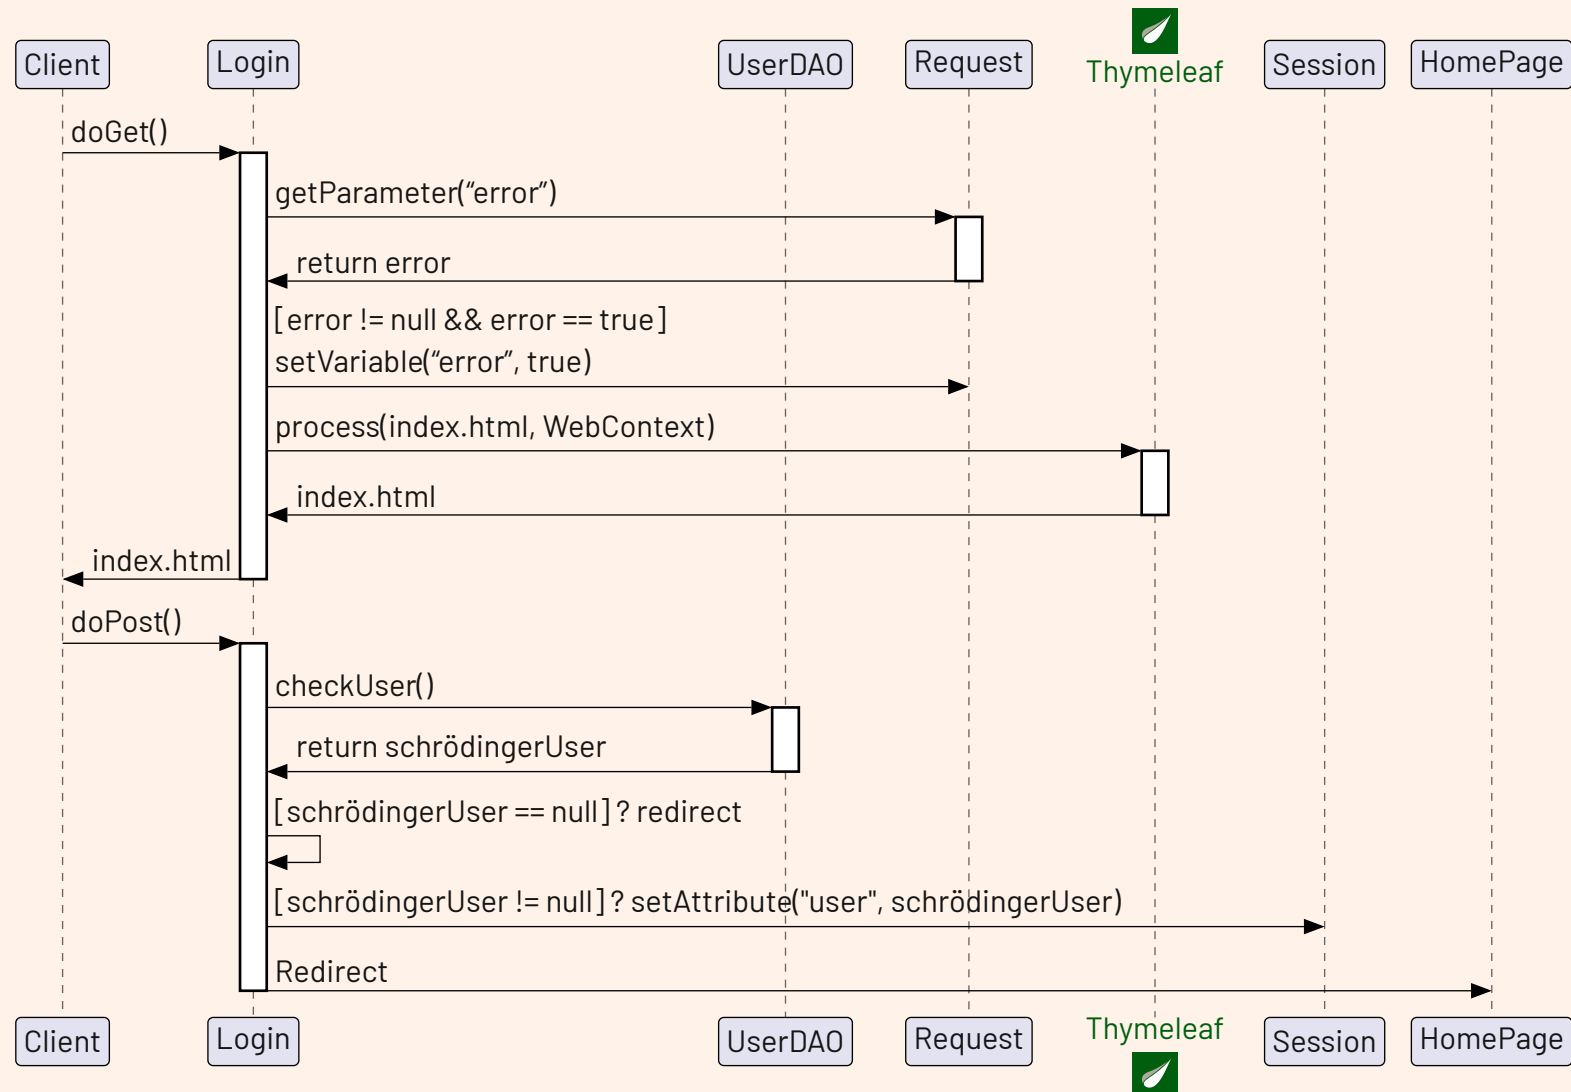 Client
Login
UserDAO
Request
Thymeleaf
Session
HomePage
doGet()
getParameter(“error”)
return error
[error != null && error == true]
setVariable(“error”, true)
process(index.html, WebContext)
index.html
index.html
doPost()
checkUser()
return schrödingerUser
[schrödingerUser == null] ? redirect
[schrödingerUser != null] ? setAttribute("user", schrödingerUser)
Redirect
Client
Login
UserDAO
Request
Thymeleaf
Session
HomePage